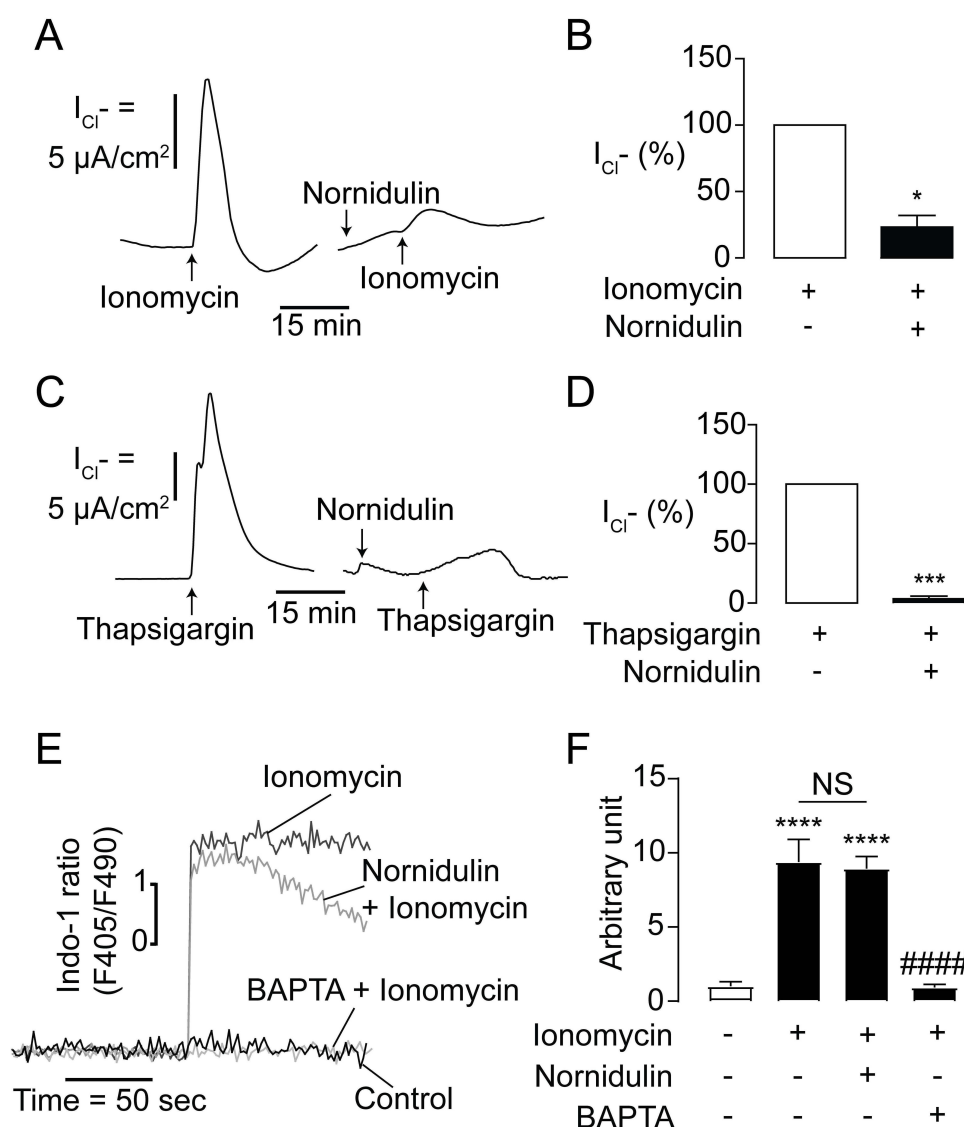 A
I_Cl- =
5 µA/cm²
Nornidulin
Ionomycin
Ionomycin
15 min
B
150
100
I_Cl- (%)
50
*
0
Ionomycin + +
Nornidulin - +
C
I_Cl- =
5 µA/cm²
Nornidulin
Thapsigargin
15 min
Thapsigargin
D
150
100
I_Cl- (%)
50
***
0
Thapsigargin + +
Nornidulin - +
E
Ionomycin
Indo-1 ratio
(F405/F490)
1
0
Nornidulin
+ Ionomycin
BAPTA + Ionomycin
Control
Time = 50 sec
F
15
NS
**** ****
10
Arbitrary unit
5
####
0
Ionomycin - + + +
Nornidulin - - + -
BAPTA - - - +